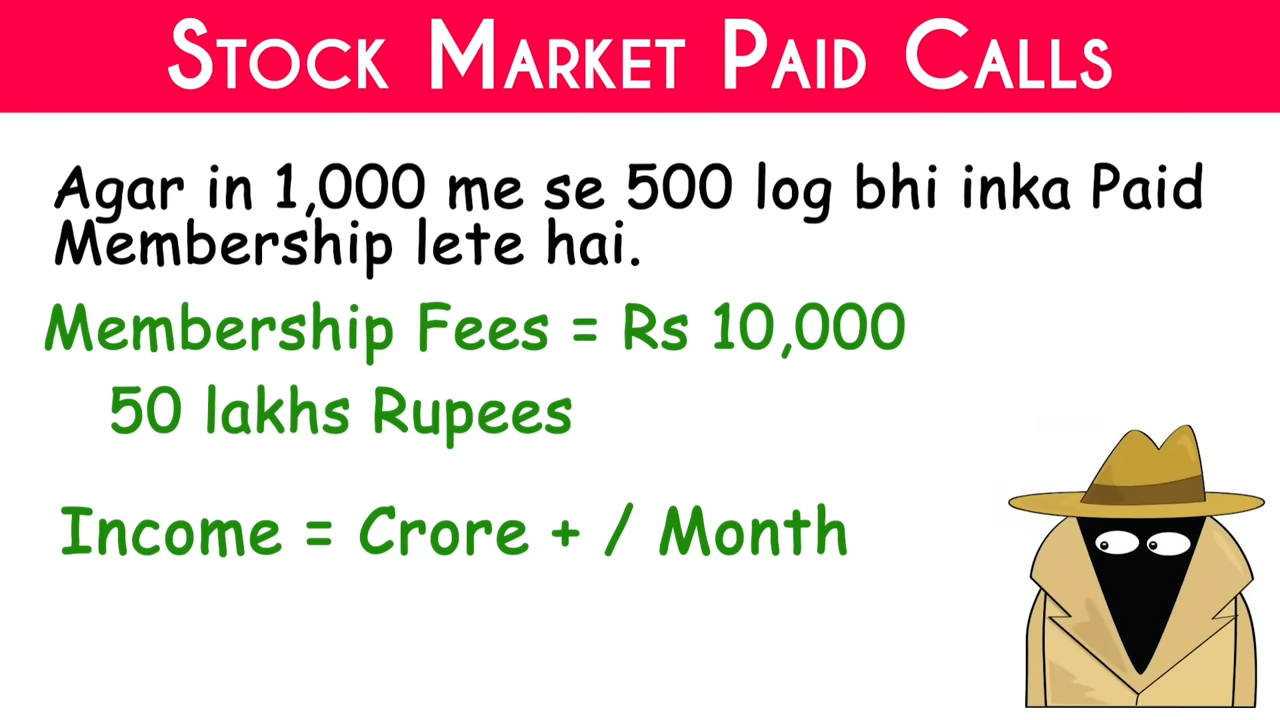 Stock Market Paid Calls
Agar in 1,000 me se 500 log bhi inka Paid
Membership lete hai.
Membership Fees = Rs 10,000
50 lakhs Rupees
Income = Crore + / Month